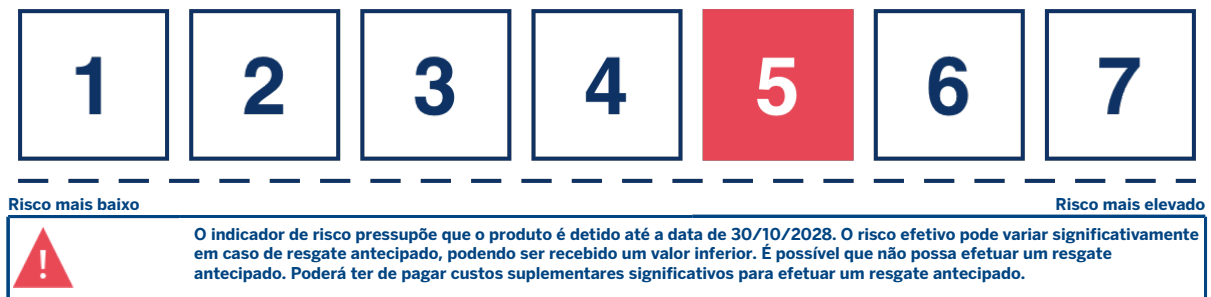 1 2 3 4 5 6 7
Risco mais baixo Risco mais elevado
O indicador de risco pressupõe que o produto é detido até a data de 30/10/2028. O risco efetivo pode variar significativamente
em caso de resgate antecipado, podendo ser recebido um valor inferior. É possível que não possa efetuar um resgate
antecipado. Poderá ter de pagar custos suplementares significativos para efetuar um resgate antecipado.
!